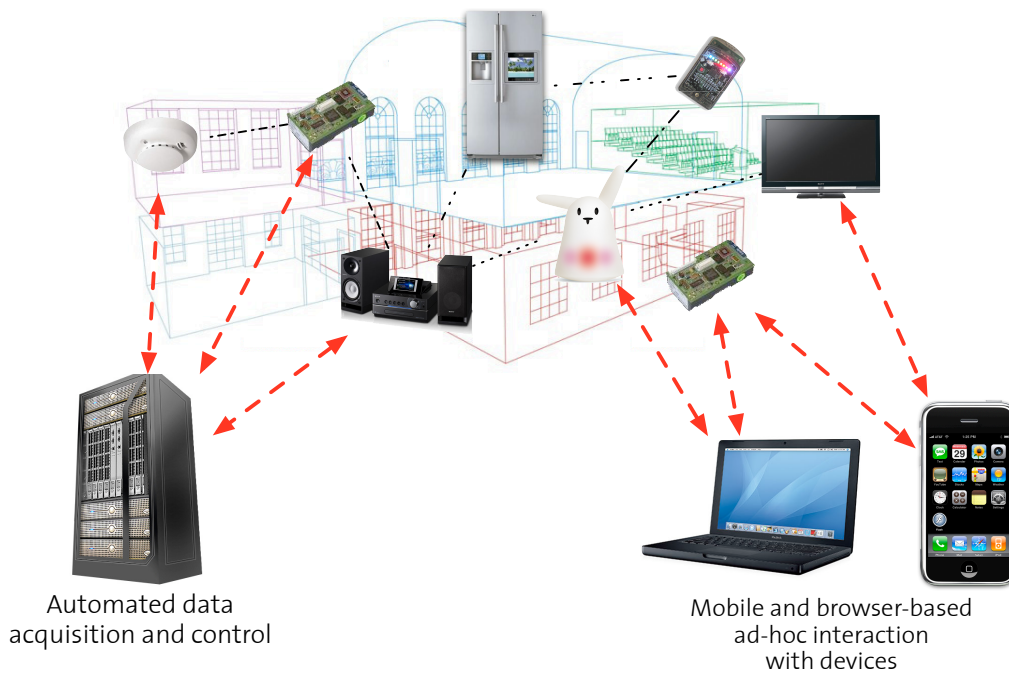 Automated data
acquisition and control
Mobile and browser-based
ad-hoc interaction
with devices